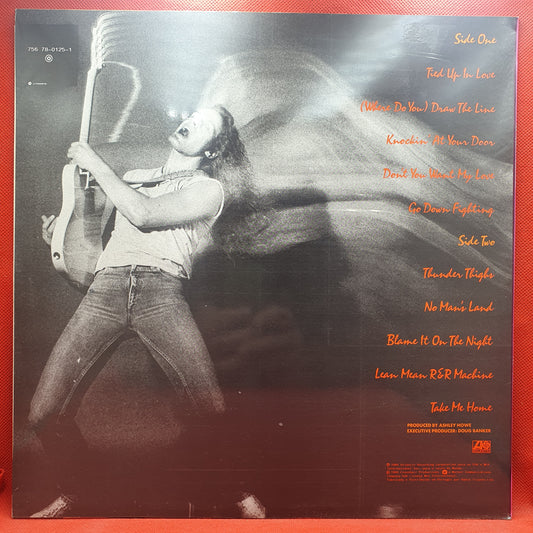 756 78-0125-1
Side One
Tied Up In Love
(Where Do You) Draw The Line
Knockin' At Your Door
Don't You Want My Love
Go Down Fighting
Side Two
Thunder Thighs
No Man's Land
Blame It On The Night
Lean Mean R&R Machine
Take Me Home
PRODUCED BY ASHLEY HOWE
EXECUTIVE PRODUCER: DOUG BANKER